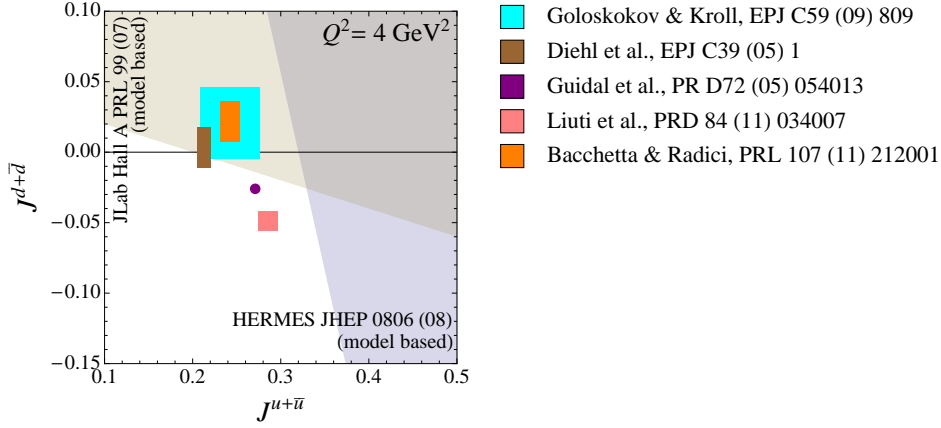 Q² = 4 GeV²
JLab Hall A PRL 99 (07)
(model based)
HERMES JHEP 0806 (08)
(model based)
0.10
0.05
0.00
−0.05
−0.10
−0.15
0.1
0.2
0.3
0.4
0.5
J^{d+d̅}
J^{u+u̅}
Goloskokov & Kroll, EPJ C59 (09) 809
Diehl et al., EPJ C39 (05) 1
Guidal et al., PR D72 (05) 054013
Liuti et al., PRD 84 (11) 034007
Bacchetta & Radici, PRL 107 (11) 212001